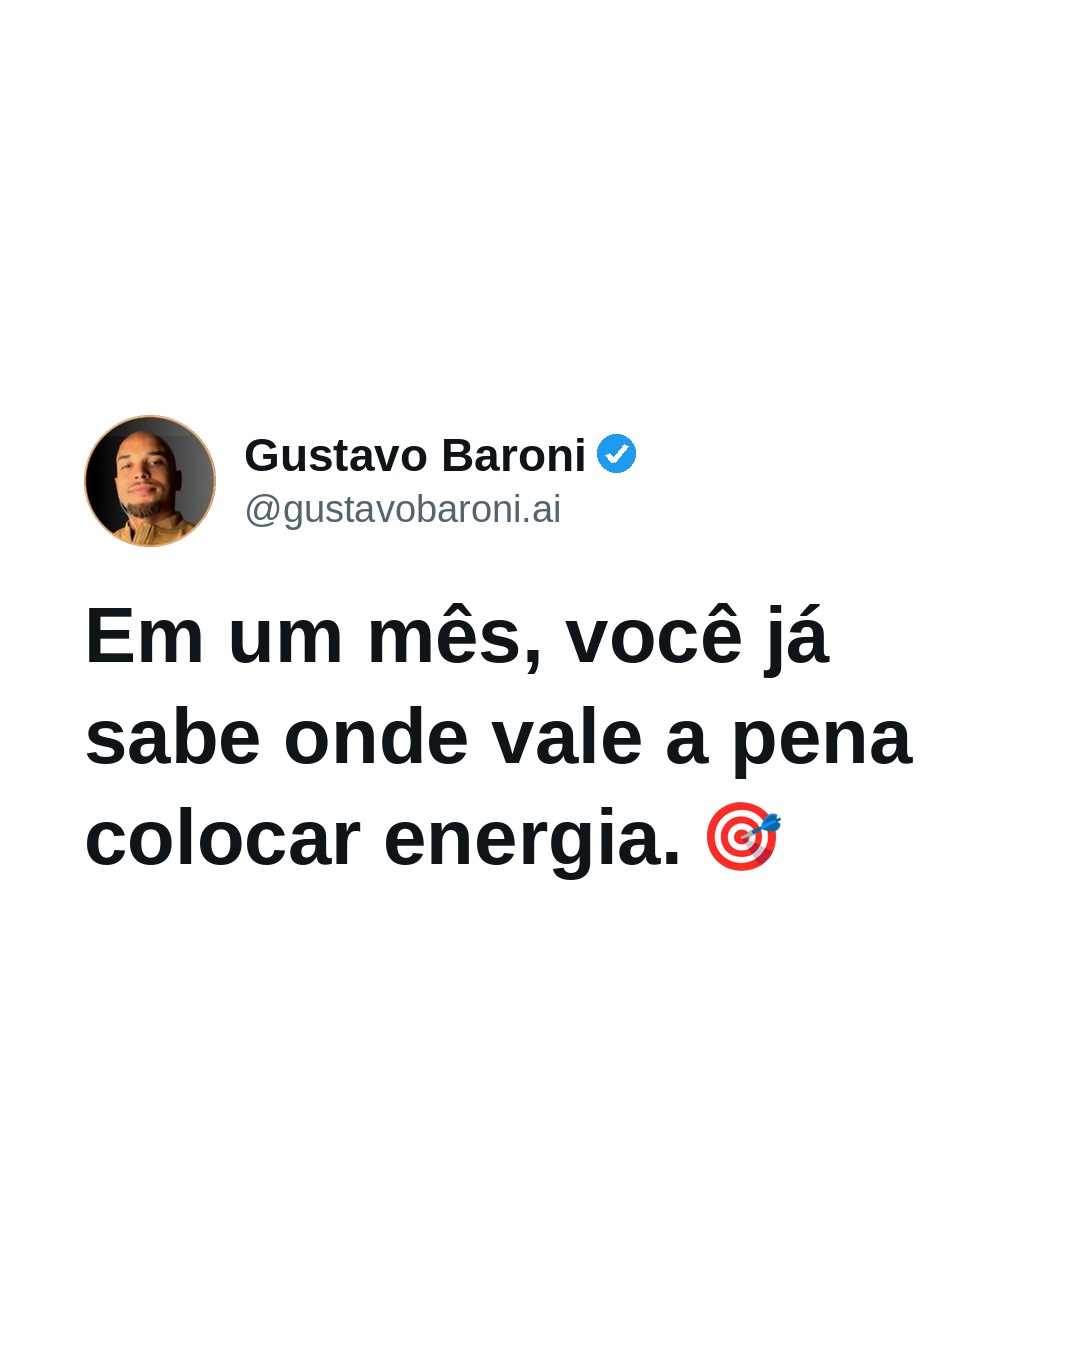 Gustavo Baroni
@gustavobaroni.ai
Em um mês, você já
sabe onde vale a pena
colocar energia. 🎯